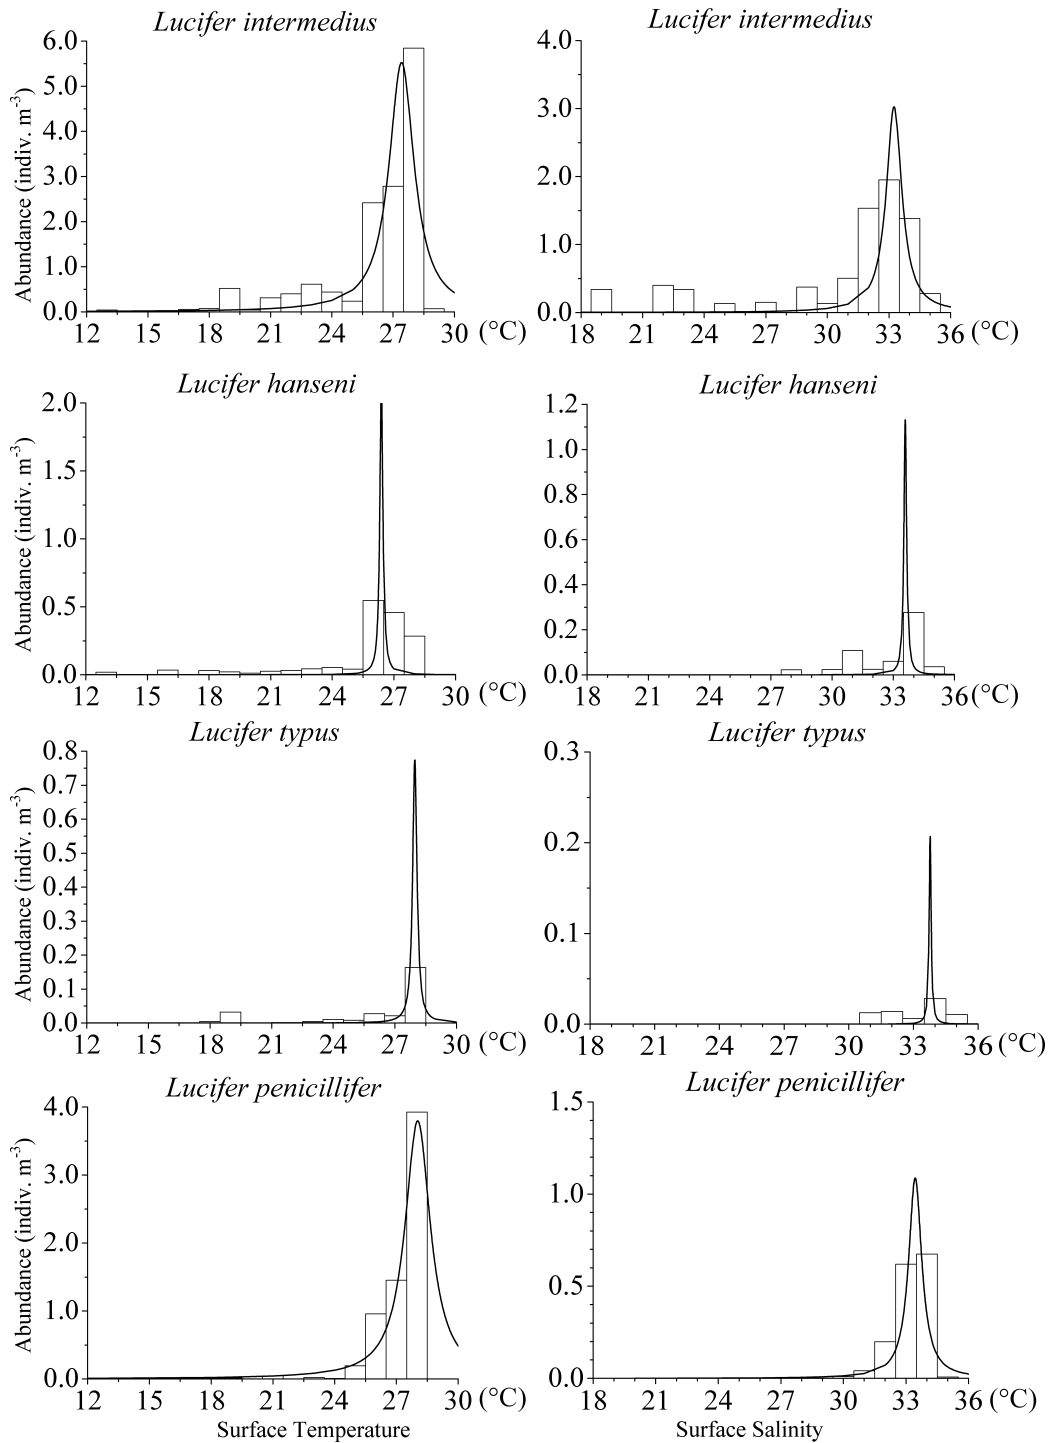 Lucifer intermedius
Lucifer intermedius
Abundance (indiv. m-3)
6.0
5.0
4.0
3.0
2.0
1.0
0.0
12 15 18 21 24 27 30 (°C)
4.0
3.0
2.0
1.0
0.0
18 21 24 27 30 33 36 (°C)
Lucifer hanseni
Lucifer hanseni
Abundance (indiv. m-3)
2.0
1.5
1.0
0.5
0.0
12 15 18 21 24 27 30 (°C)
1.2
1.0
0.8
0.6
0.4
0.2
0.0
18 21 24 27 30 33 36 (°C)
Lucifer typus
Lucifer typus
Abundance (indiv. m-3)
0.8
0.7
0.6
0.5
0.4
0.3
0.2
0.1
0.0
12 15 18 21 24 27 30 (°C)
0.3
0.2
0.1
0.0
18 21 24 27 30 33 36 (°C)
Lucifer penicillifer
Lucifer penicillifer
Abundance (indiv. m-3)
4.0
3.0
2.0
1.0
0.0
12 15 18 21 24 27 30 (°C)
Surface Temperature
1.5
1.0
0.5
0.0
18 21 24 27 30 33 36 (°C)
Surface Salinity